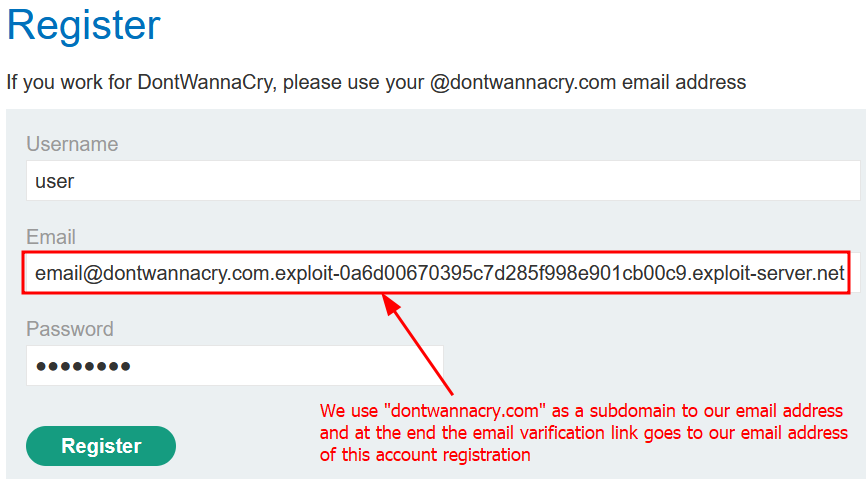 Register
If you work for DontWannaCry, please use your @dontwannacry.com email address
Username
user
Email
email@dontwannacry.com.exploit-0a6d00670395c7d285f998e901cb00c9.exploit-server.net
Password
●●●●●●●●
Register
We use "dontwannacry.com" as a subdomain to our email address
and at the end the email varification link goes to our email address
of this account registration